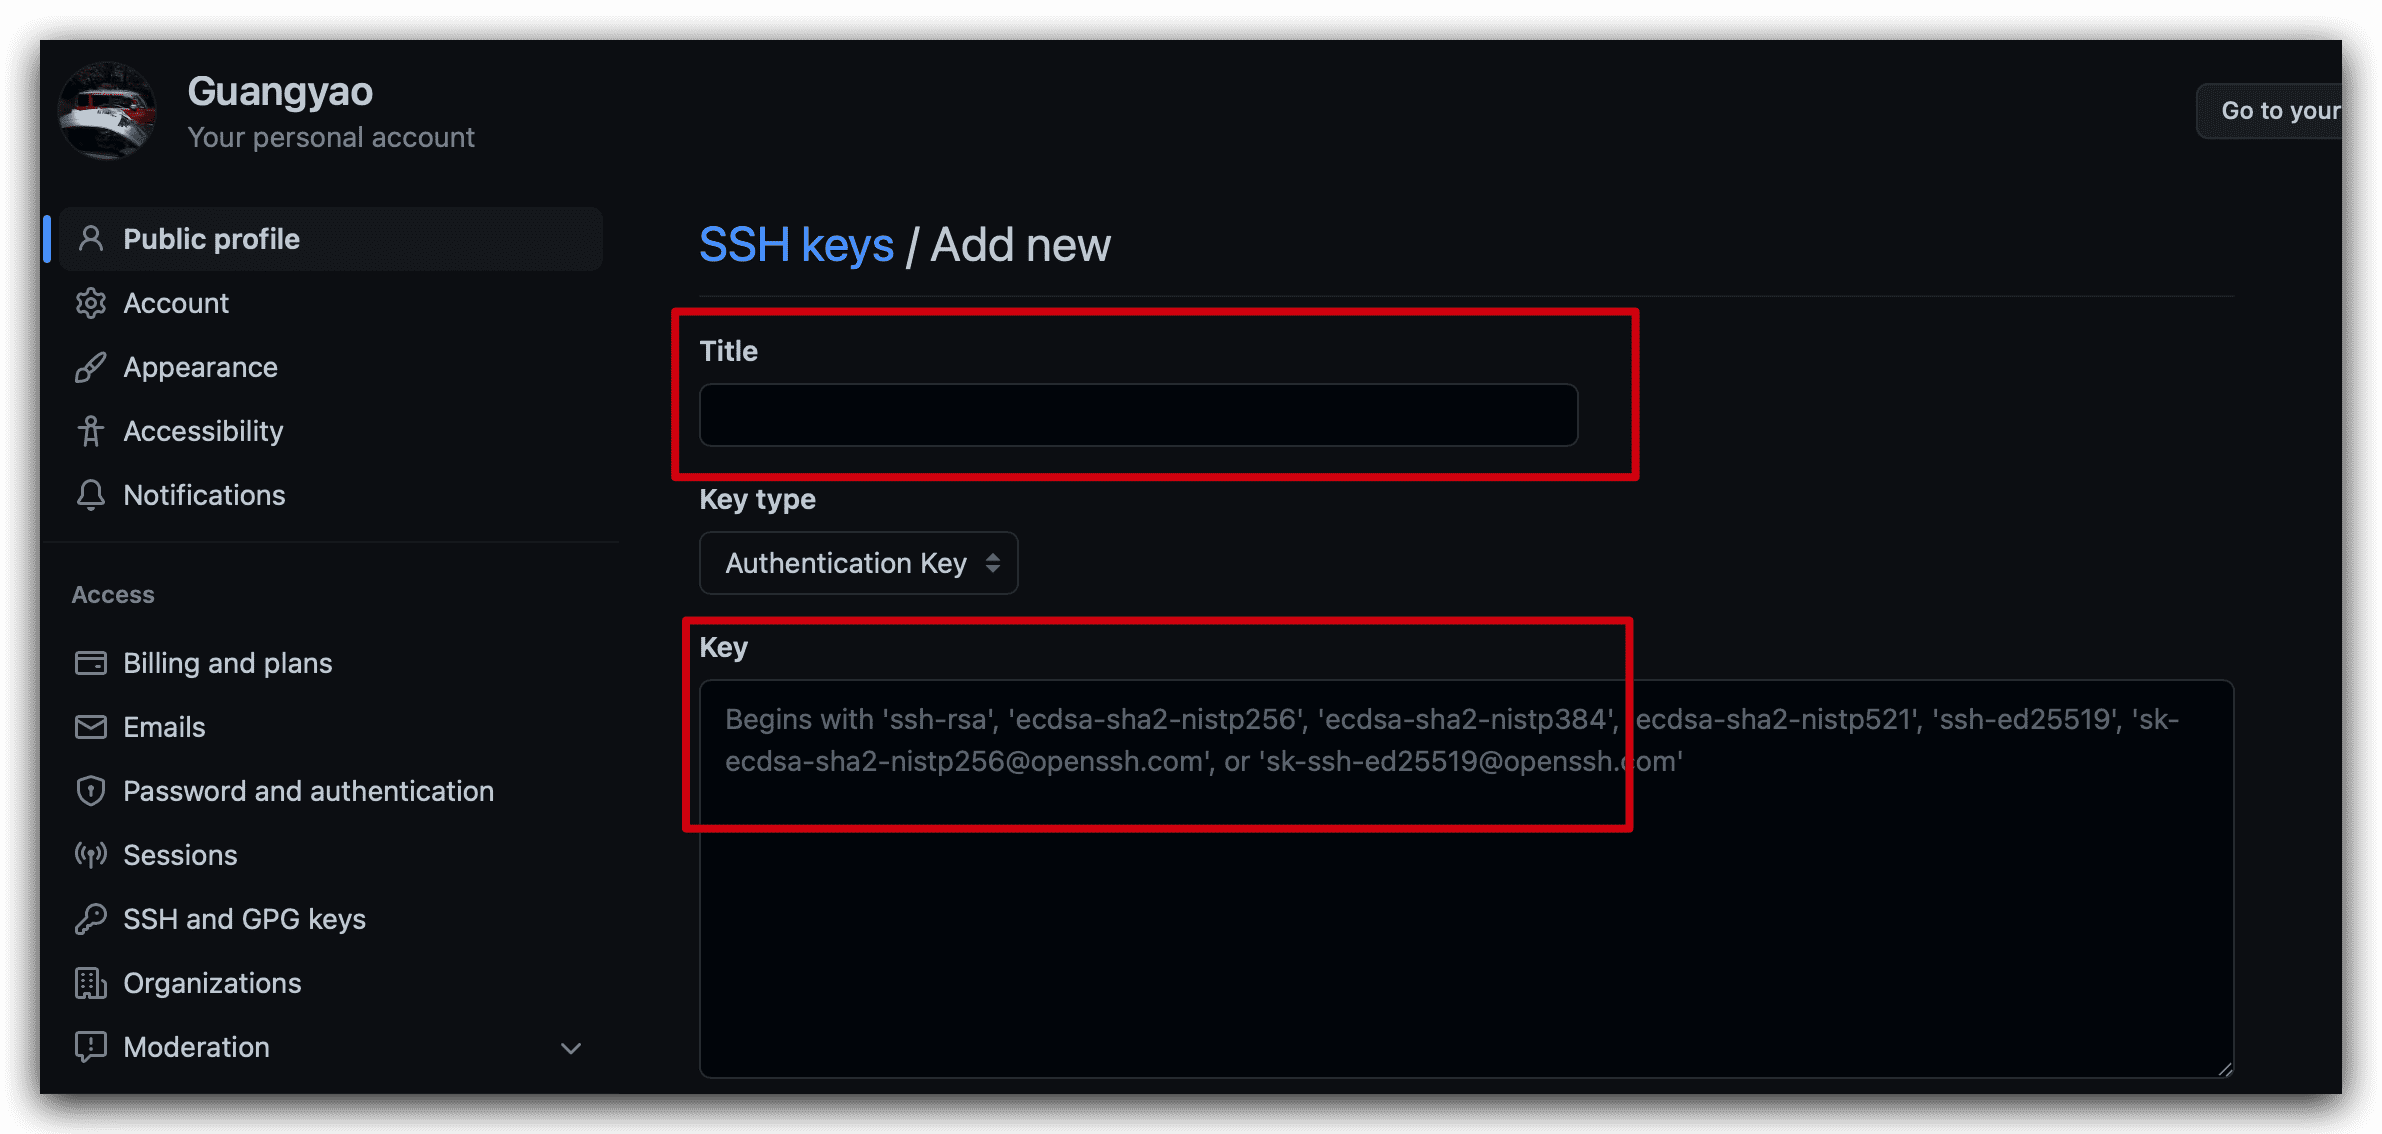 Guangyao
Your personal account
Go to your
Public profile
Account
Appearance
Accessibility
Notifications
Access
Billing and plans
Emails
Password and authentication
Sessions
SSH and GPG keys
Organizations
Moderation
SSH keys / Add new
Title
Key type
Authentication Key
Key
Begins with 'ssh-rsa', 'ecdsa-sha2-nistp256', 'ecdsa-sha2-nistp384', ecdsa-sha2-nistp521', 'ssh-ed25519', 'sk-
ecdsa-sha2-nistp256@openssh.com', or 'sk-ssh-ed25519@openssh.com'